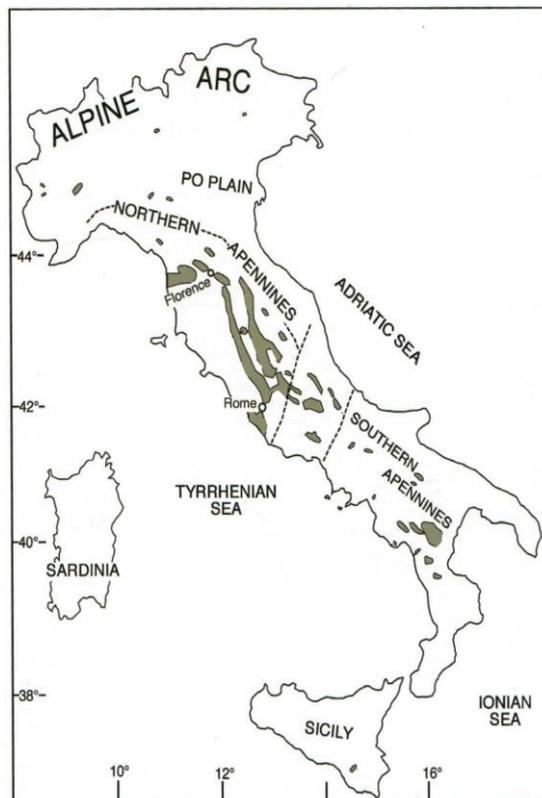 ALPINE
ARC
PO PLAIN
NORTHERN
APENNINES
44°
Florence
ADRIATIC SEA
42°
Rome
SOUTHERN
APENNINES
TYRRHENIAN
SEA
40°
SARDINIA
38°
IONIAN
SEA
SICILY
10°
12°
16°